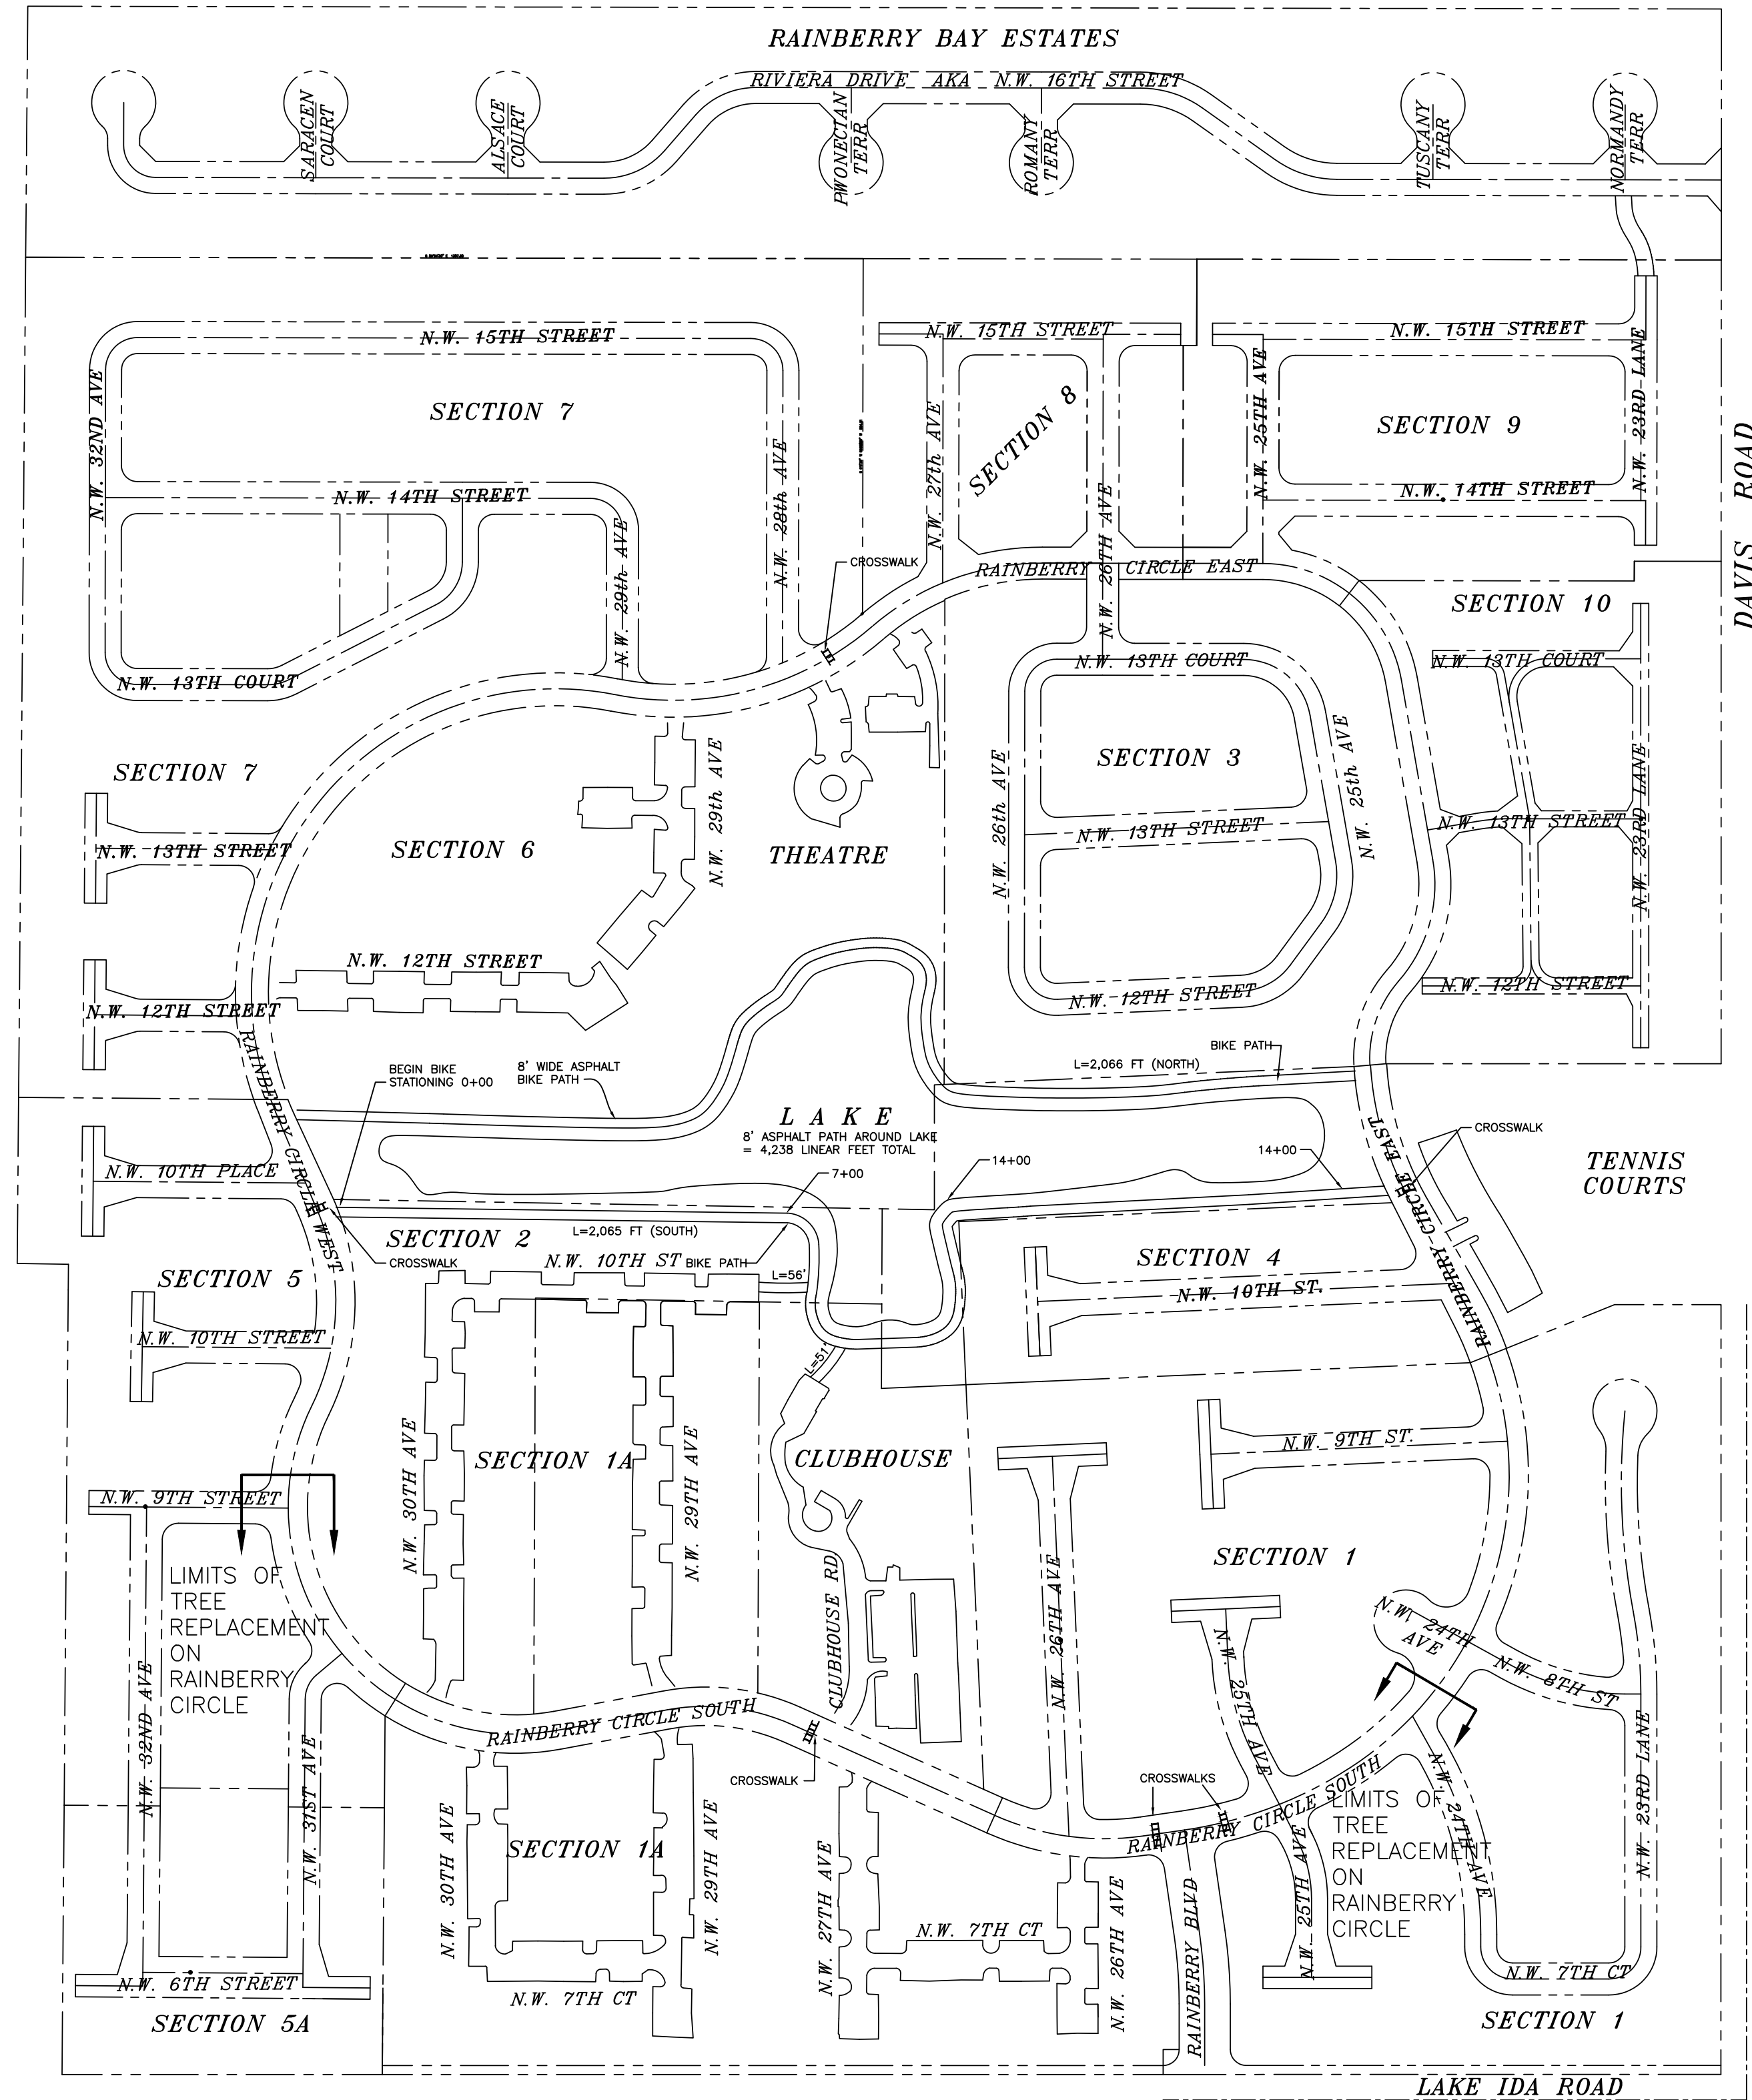 RAINBERRY BAY ESTATES
RIVIERA DRIVE AKA N.W. 16TH STREET
SARACEN
COURT
ALSACE
COURT
PWONECIAN
TERR
ROMANY
TERR
TUSCANY
TERR
NORMANDY
TERR
N.W. 15TH STREET
N.W. 15TH STREET
N.W. 15TH STREET
N.W. 32ND AVE
SECTION 7
N.W. 28th AVE
N.W. 27th AVE
SECTION 8
N.W. 26TH AVE
N.W. 25TH AVE
SECTION 9
N.W. 23RD LANE
DAVIS ROAD
N.W. 14TH STREET
N.W. 14TH STREET
N.W. 29th AVE
CROSSWALK
RAINBERRY CIRCLE EAST
SECTION 10
N.W. 13TH COURT
N.W. 13TH COURT
N.W. 13TH COURT
SECTION 7
N.W. 29th AVE
SECTION 3
N.W. 26th AVE
N.W. 25th AVE
N.W. 23RD LANE
N.W. 13TH STREET
SECTION 6
THEATRE
N.W. 13TH STREET
N.W. 13TH STREET
N.W. 12TH STREET
N.W. 12TH STREET
N.W. 12TH STREET
N.W. 12TH STREET
RAINBERRY CIRCLE WEST
BEGIN BIKE
STATIONING 0+00
8' WIDE ASPHALT
BIKE PATH
BIKE PATH
L=2,066 FT (NORTH)
LAKE
8' ASPHALT PATH AROUND LAKE
= 4,238 LINEAR FEET TOTAL
7+00
14+00
14+00
CROSSWALK
RAINBERRY CIRCLE EAST
TENNIS
COURTS
N.W. 10TH PLACE
SECTION 2
L=2,065 FT (SOUTH)
CROSSWALK
N.W. 10TH ST
BIKE PATH
L=56'
SECTION 4
N.W. 10TH ST.
SECTION 5
N.W. 10TH STREET
L=51'
N.W. 30TH AVE
SECTION 1A
N.W. 29TH AVE
CLUBHOUSE
N.W. 9TH ST.
N.W. 9TH STREET
SECTION 1
LIMITS OF
TREE
REPLACEMENT
ON
RAINBERRY
CIRCLE
CLUBHOUSE RD
N.W. 26TH AVE
N.W. 25TH AVE
N.W. 24TH
AVE
N.W. 8TH ST
N.W. 32ND AVE
N.W. 31ST AVE
RAINBERRY CIRCLE SOUTH
CROSSWALK
CROSSWALKS
RAINBERRY CIRCLE SOUTH
N.W. 24TH AVE
N.W. 23RD LANE
LIMITS OF
TREE
REPLACEMENT
ON
RAINBERRY
CIRCLE
N.W. 30TH AVE
SECTION 1A
N.W. 29TH AVE
N.W. 27TH AVE
N.W. 7TH CT
N.W. 26TH AVE
RAINBERRY BLVD
N.W. 25TH AVE
N.W. 7TH CT
N.W. 6TH STREET
N.W. 7TH CT
SECTION 5A
SECTION 1
LAKE IDA ROAD